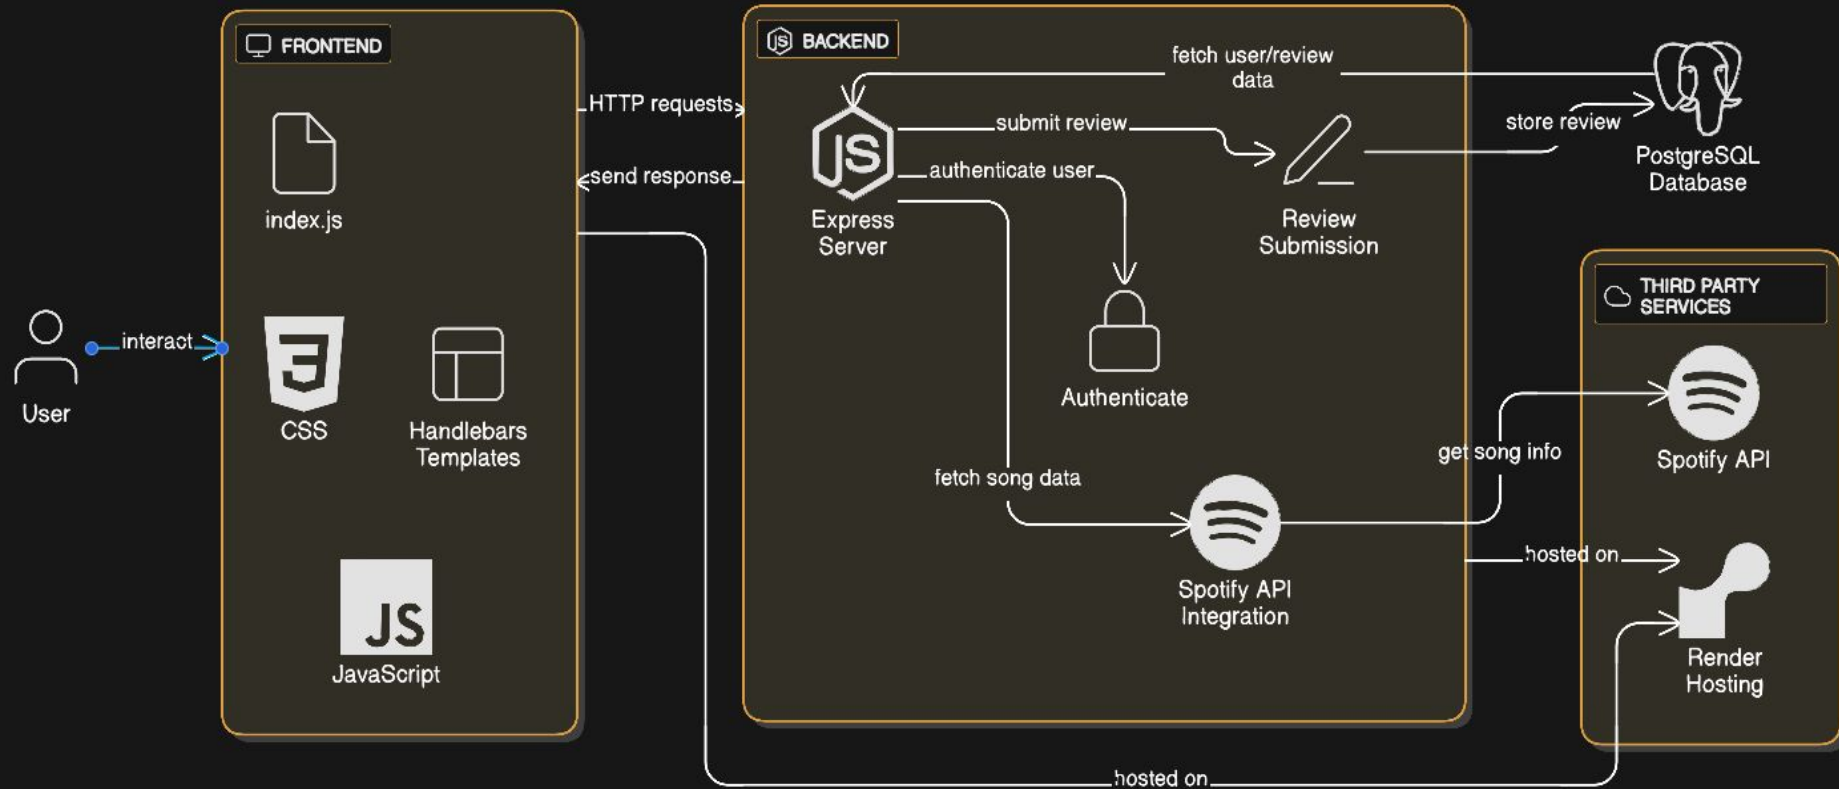 FRONTEND
index.js
CSS
Handlebars
Templates
JS
JavaScript
User
interact
HTTP requests
send response
JS BACKEND
JS
Express
Server
fetch user/review
data
submit review
authenticate user
Review
Submission
Authenticate
fetch song data
Spotify API
Integration
store review
PostgreSQL
Database
THIRD PARTY
SERVICES
get song info
Spotify API
hosted on
Render
Hosting
hosted on